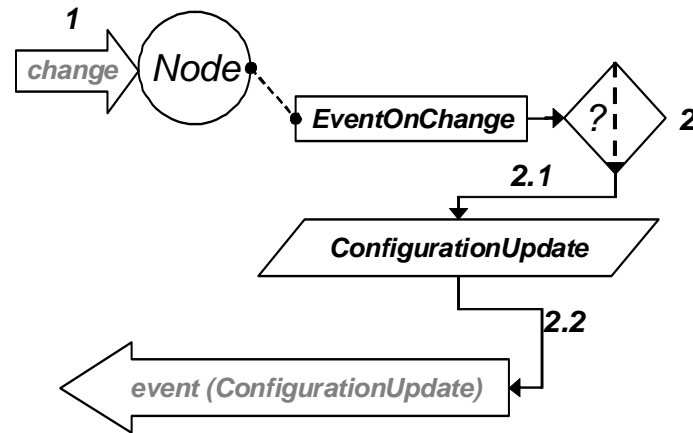 1
change
Node
EventOnChange
?
2
2.1
ConfigurationUpdate
2.2
event (ConfigurationUpdate)